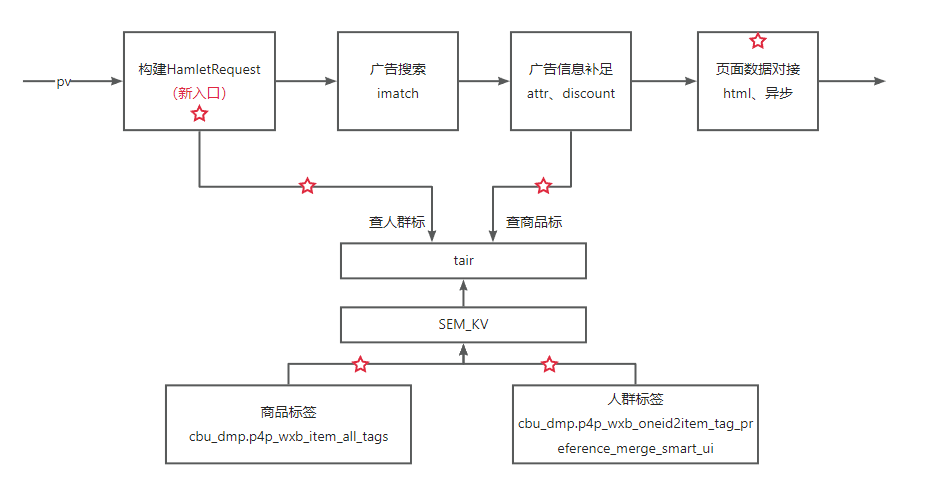 pv
构建HamletRequest
（新入口）
广告搜索
imatch
广告信息补足
attr、discount
页面数据对接
html、异步
查人群标
查商品标
tair
SEM_KV
商品标签
cbu_dmp.p4p_wxb_item_all_tags
人群标签
cbu_dmp.p4p_wxb_oneid2item_tag_pr
eference_merge_smart_ui